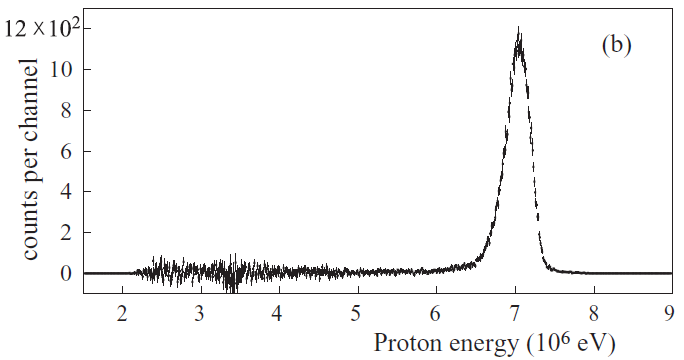 12 ×10²
(b)
10
8
6
4
2
0
counts per channel
2 3 4 5 6 7 8 9
Proton energy (10⁶ eV)